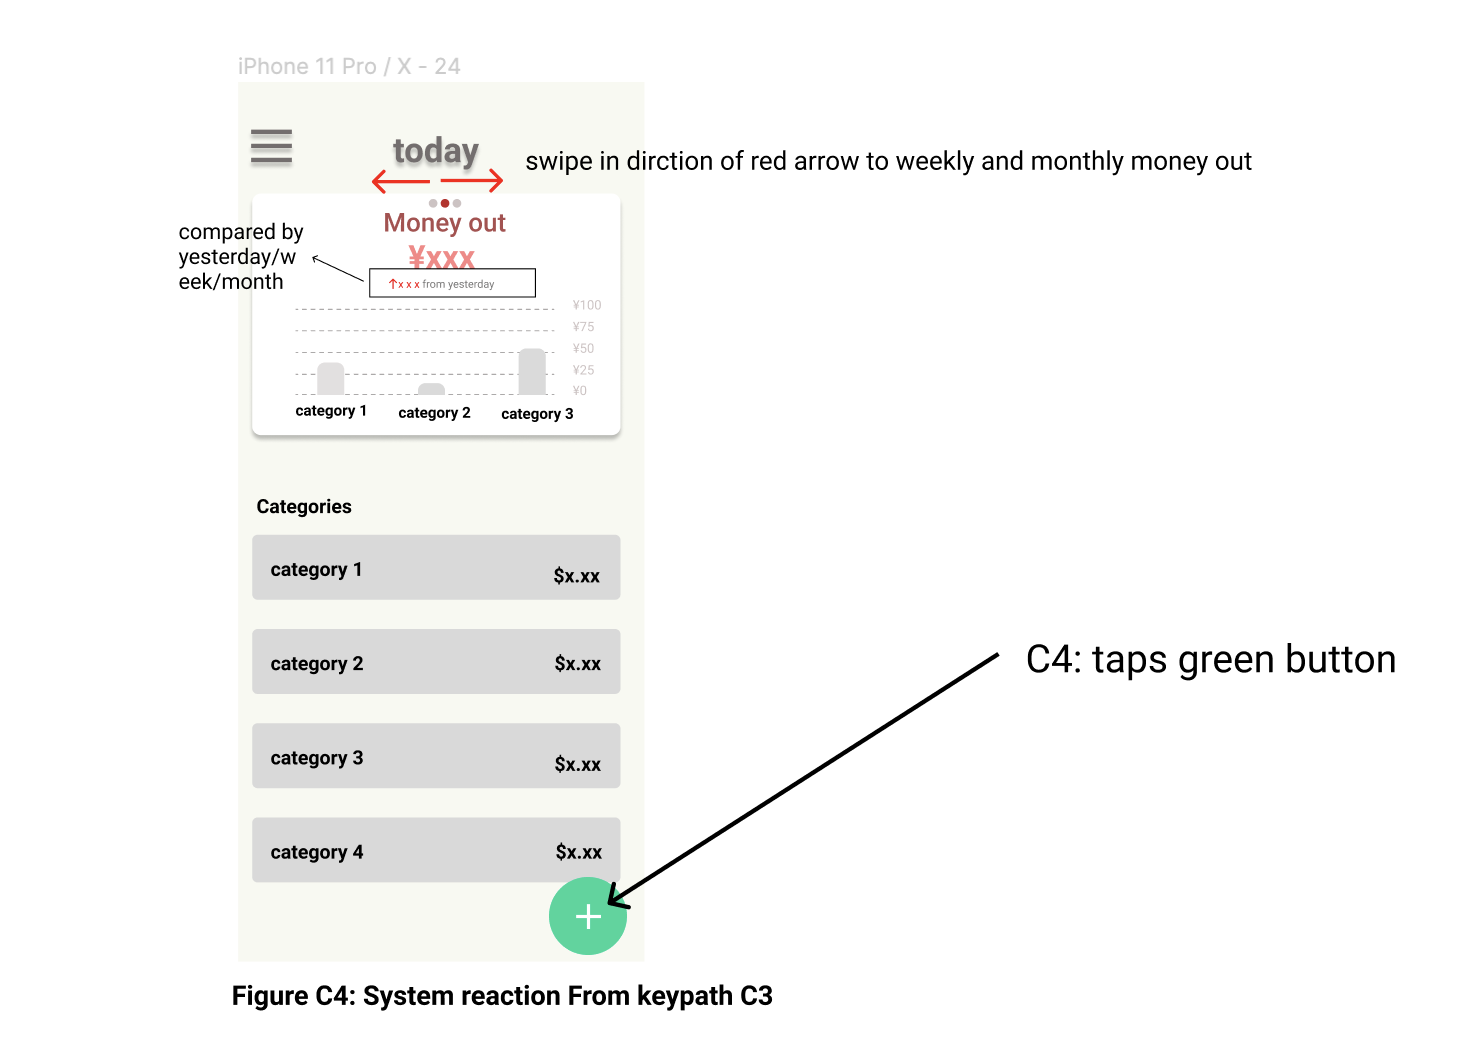 iPhone 11 Pro / X - 24
today
swipe in dirction of red arrow to weekly and monthly money out
Money out
¥xxx
compared by
yesterday/w
eek/month
↑x x x from yesterday
¥100
¥75
¥50
¥25
¥0
category 1
category 2
category 3
Categories
category 1 $x.xx
category 2 $x.xx
category 3 $x.xx
category 4 $x.xx
+
C4: taps green button
Figure C4: System reaction From keypath C3